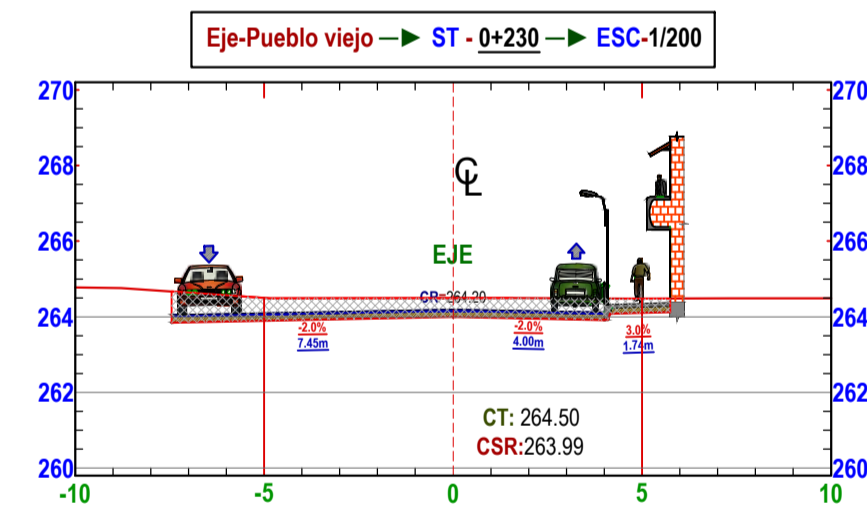 Eje-Pueblo viejo ST - 0+230 ESC-1/200
270 270
268 268
266 266
264 264
262 262
260 260
CL
EJE
CR=264.20
-2.0% -2.0% 3.0%
7.45m 4.00m 1.74m
CT: 264.50
CSR:263.99
-10 -5 0 5 10